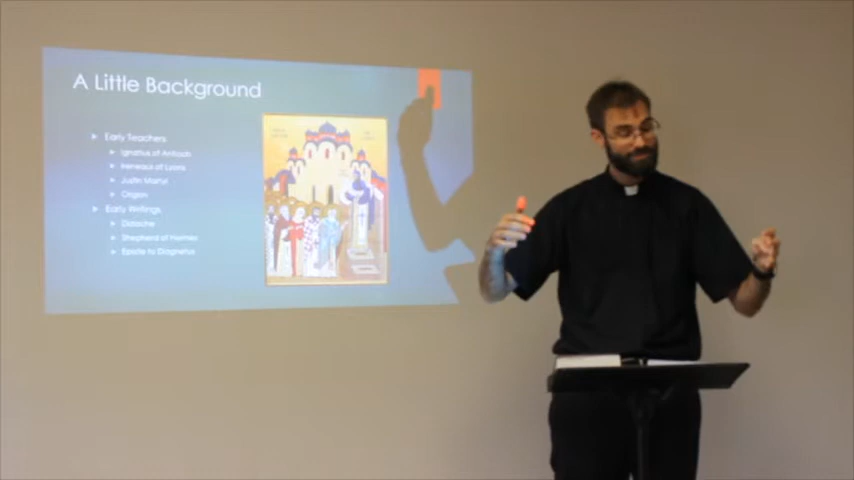 A Little Background
Early Teachers
Ignatius of Antioch
Irenaeus of Lyons
Justin Martyr
Origen
Early Writings
Didache
Shepherd of Hermes
Epistle to Diognetus